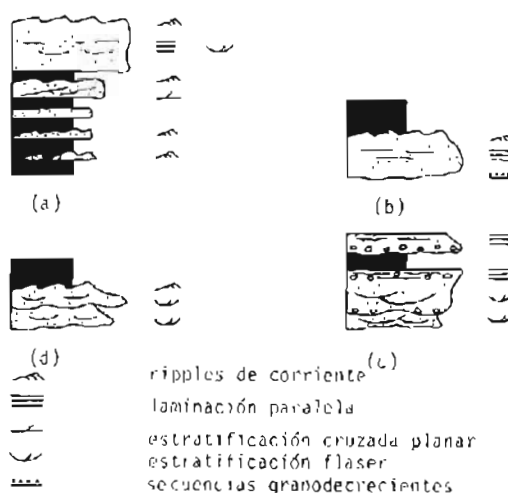 (a)
(b)
(d)
(c)
ripples de corriente
laminación paralela
estratificación cruzada planar
estratificación flaser
secuencias granodecrecientes